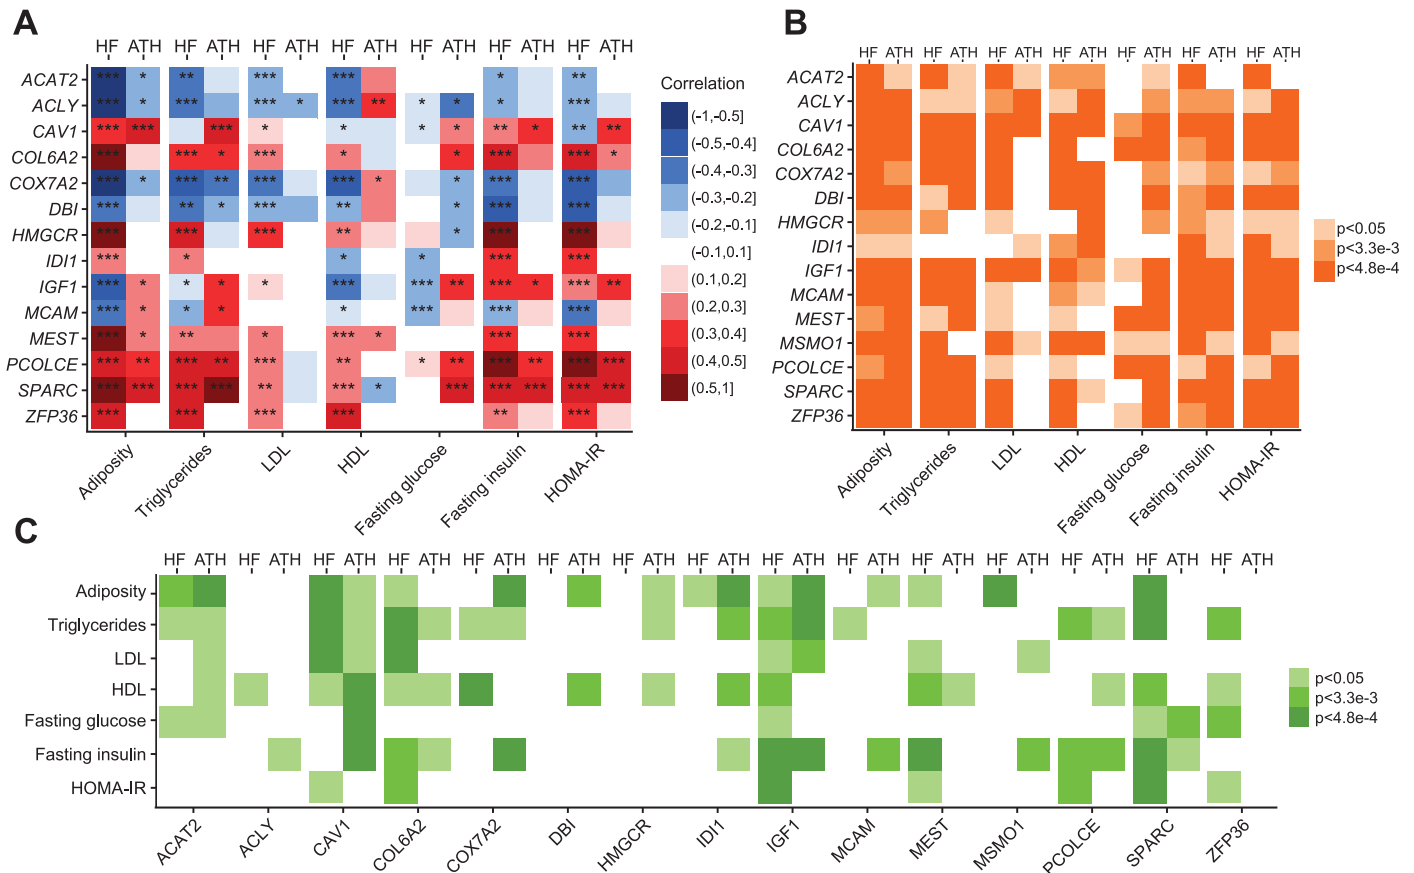 A
HF ATH HF ATH HF ATH HF ATH HF ATH HF ATH HF ATH
ACAT2 *** * ** *** *** * **
ACLY *** * *** *** * *** ** * * * ***
CAV1 *** *** *** * * * * ** * ** **
COL6A2 *** *** * *** * * *** *** *
COX7A2 *** * *** ** *** *** * * *** ***
DBI *** ** * *** ** * *** ***
HMGCR *** *** *** ** * *** ***
IDI1 *** * * * *** ***
IGF1 *** * * * * *** *** ** *** * *** **
MCAM *** * * * * *** *** ***
MEST *** * ** * *** * *** ***
PCOLCE *** ** *** ** *** ** * ** *** ** *** ***
SPARC *** *** *** *** ** *** * *** *** *** *** ***
ZFP36 *** *** *** *** ** ***
Adiposity
Triglycerides
LDL
HDL
Fasting glucose
Fasting insulin
HOMA-IR
Correlation
(-1,-0.5]
(-0.5,-0.4]
(-0.4,-0.3]
(-0.3,-0.2]
(-0.2,-0.1]
(-0.1,0.1]
(0.1,0.2]
(0.2,0.3]
(0.3,0.4]
(0.4,0.5]
(0.5,1]
B
HF ATH HF ATH HF ATH HF ATH HF ATH HF ATH HF ATH
ACAT2
ACLY
CAV1
COL6A2
COX7A2
DBI
HMGCR
IDI1
IGF1
MCAM
MEST
MSMO1
PCOLCE
SPARC
ZFP36
Adiposity
Triglycerides
LDL
HDL
Fasting glucose
Fasting insulin
HOMA-IR
p<0.05
p<3.3e-3
p<4.8e-4
C
HF ATH HF ATH HF ATH HF ATH HF ATH HF ATH HF ATH HF ATH HF ATH HF ATH HF ATH HF ATH HF ATH HF ATH HF ATH
Adiposity
Triglycerides
LDL
HDL
Fasting glucose
Fasting insulin
HOMA-IR
ACAT2
ACLY
CAV1
COL6A2
COX7A2
DBI
HMGCR
IDI1
IGF1
MCAM
MEST
MSMO1
PCOLCE
SPARC
ZFP36
p<0.05
p<3.3e-3
p<4.8e-4